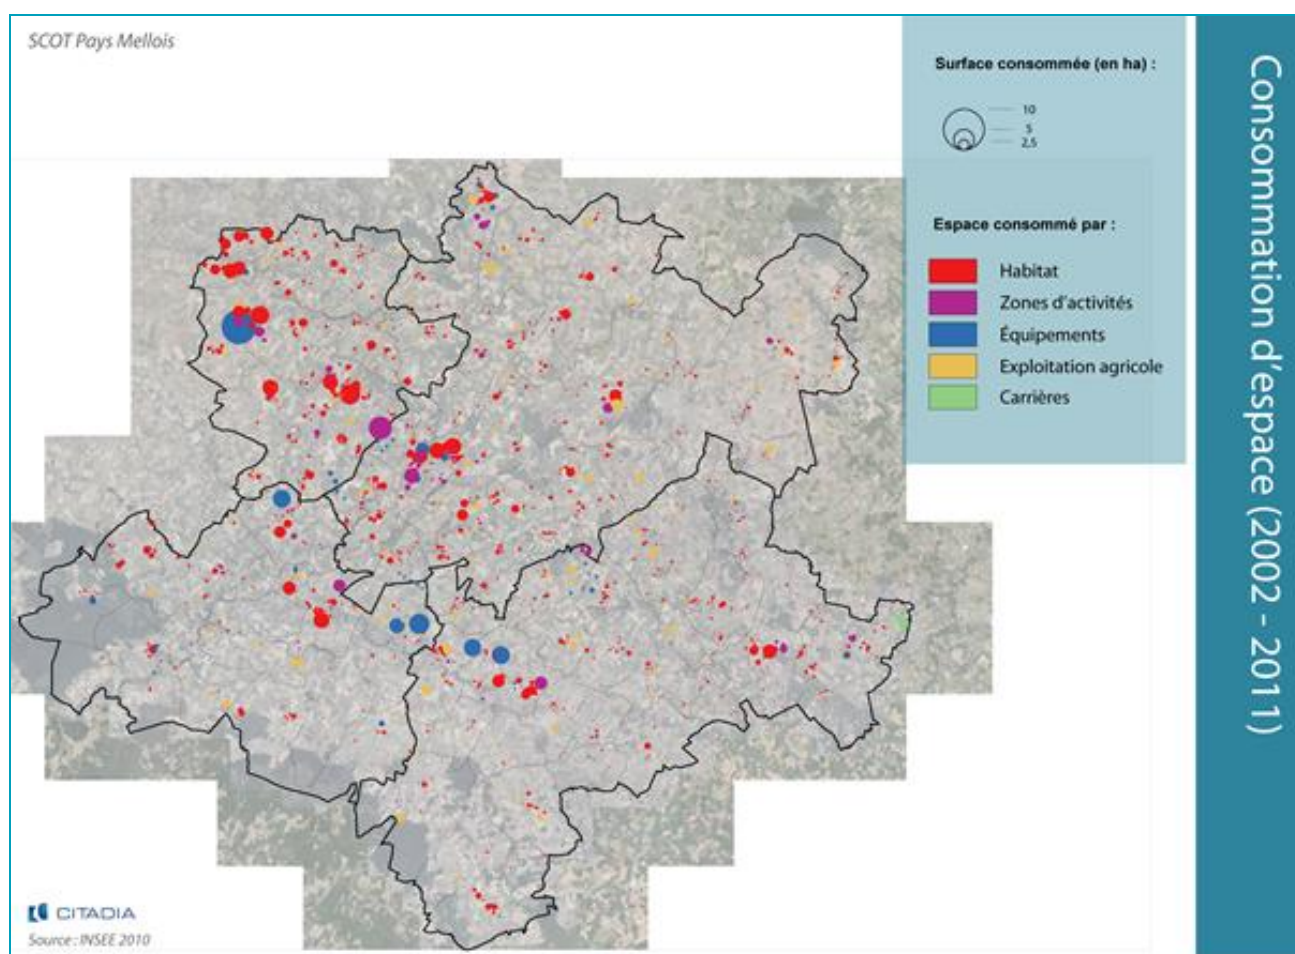 SCOT Pays Mellois
Surface consommée (en ha) :
10
5
2,5
Espace consommé par :
Habitat
Zones d'activités
Équipements
Exploitation agricole
Carrières
Consommation d'espace (2002 - 2011)
CITADIA
Source : INSEE 2010